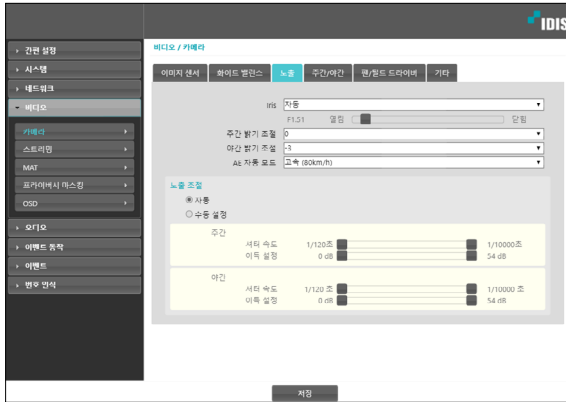 IDIS
비디오 / 카메라
간편 설정
시스템
네트워크
비디오
카메라
스트리밍
MAT
프라이버시 마스킹
OSD
오디오
이벤트 동작
이벤트
번호 인식
이미지 센서 화이트 밸런스 노출 주간/야간 팬/틸트 드라이버 기타
Iris 자동
F1.51 열림 닫힘
주간 밝기 조절 0
야간 밝기 조절 -3
AE 자동 모드 고속 (80km/h)
노출 조절
자동
수동 설정
주간
셔터 속도 1/120초 1/10000초
이득 설정 0 dB 54 dB
야간
셔터 속도 1/120 초 1/10000 초
이득 설정 0 dB 54 dB
저장